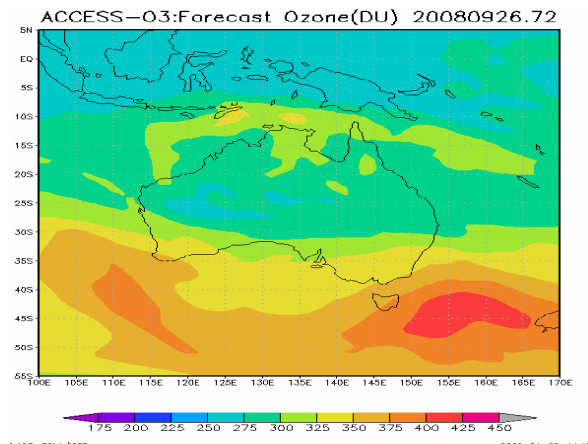 ACCESS-O3:Forecast Ozone(DU) 20080926.72
5N
EQ
5S
10S
15S
20S
25S
30S
35S
40S
45S
50S
55S
100E 105E 110E 115E 120E 125E 130E 135E 140E 145E 150E 155E 160E 165E 170E
175 200 225 250 275 300 325 350 375 400 425 450